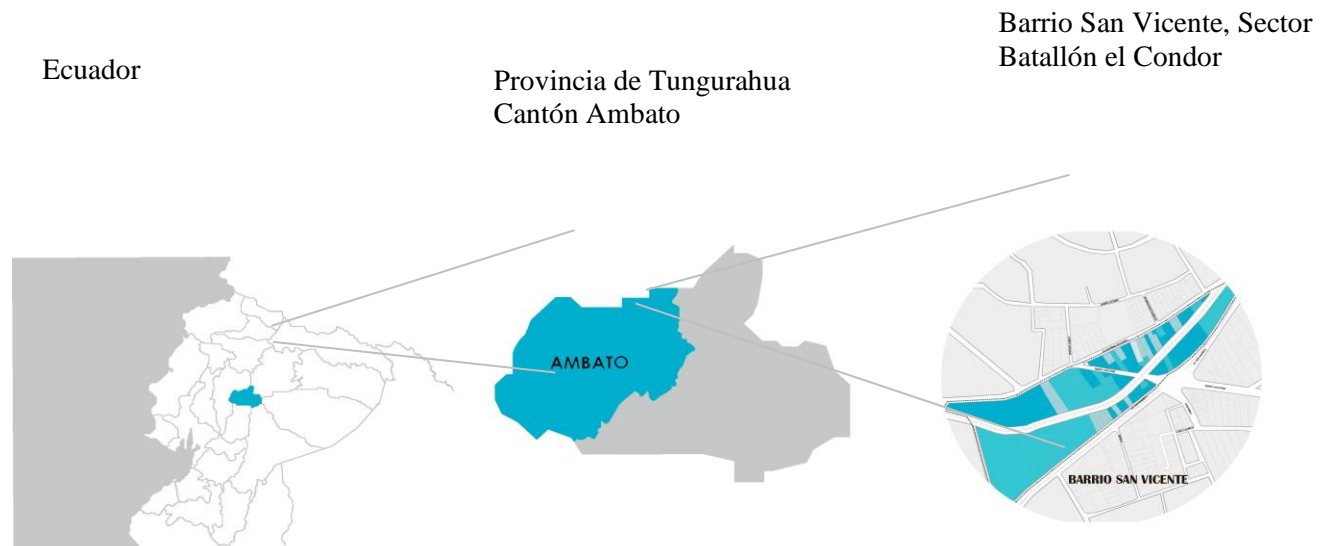 Ecuador
Provincia de Tungurahua
Cantón Ambato
Barrio San Vicente, Sector
Batallón el Condor
AMBATO
BARRIO SAN VICENTE